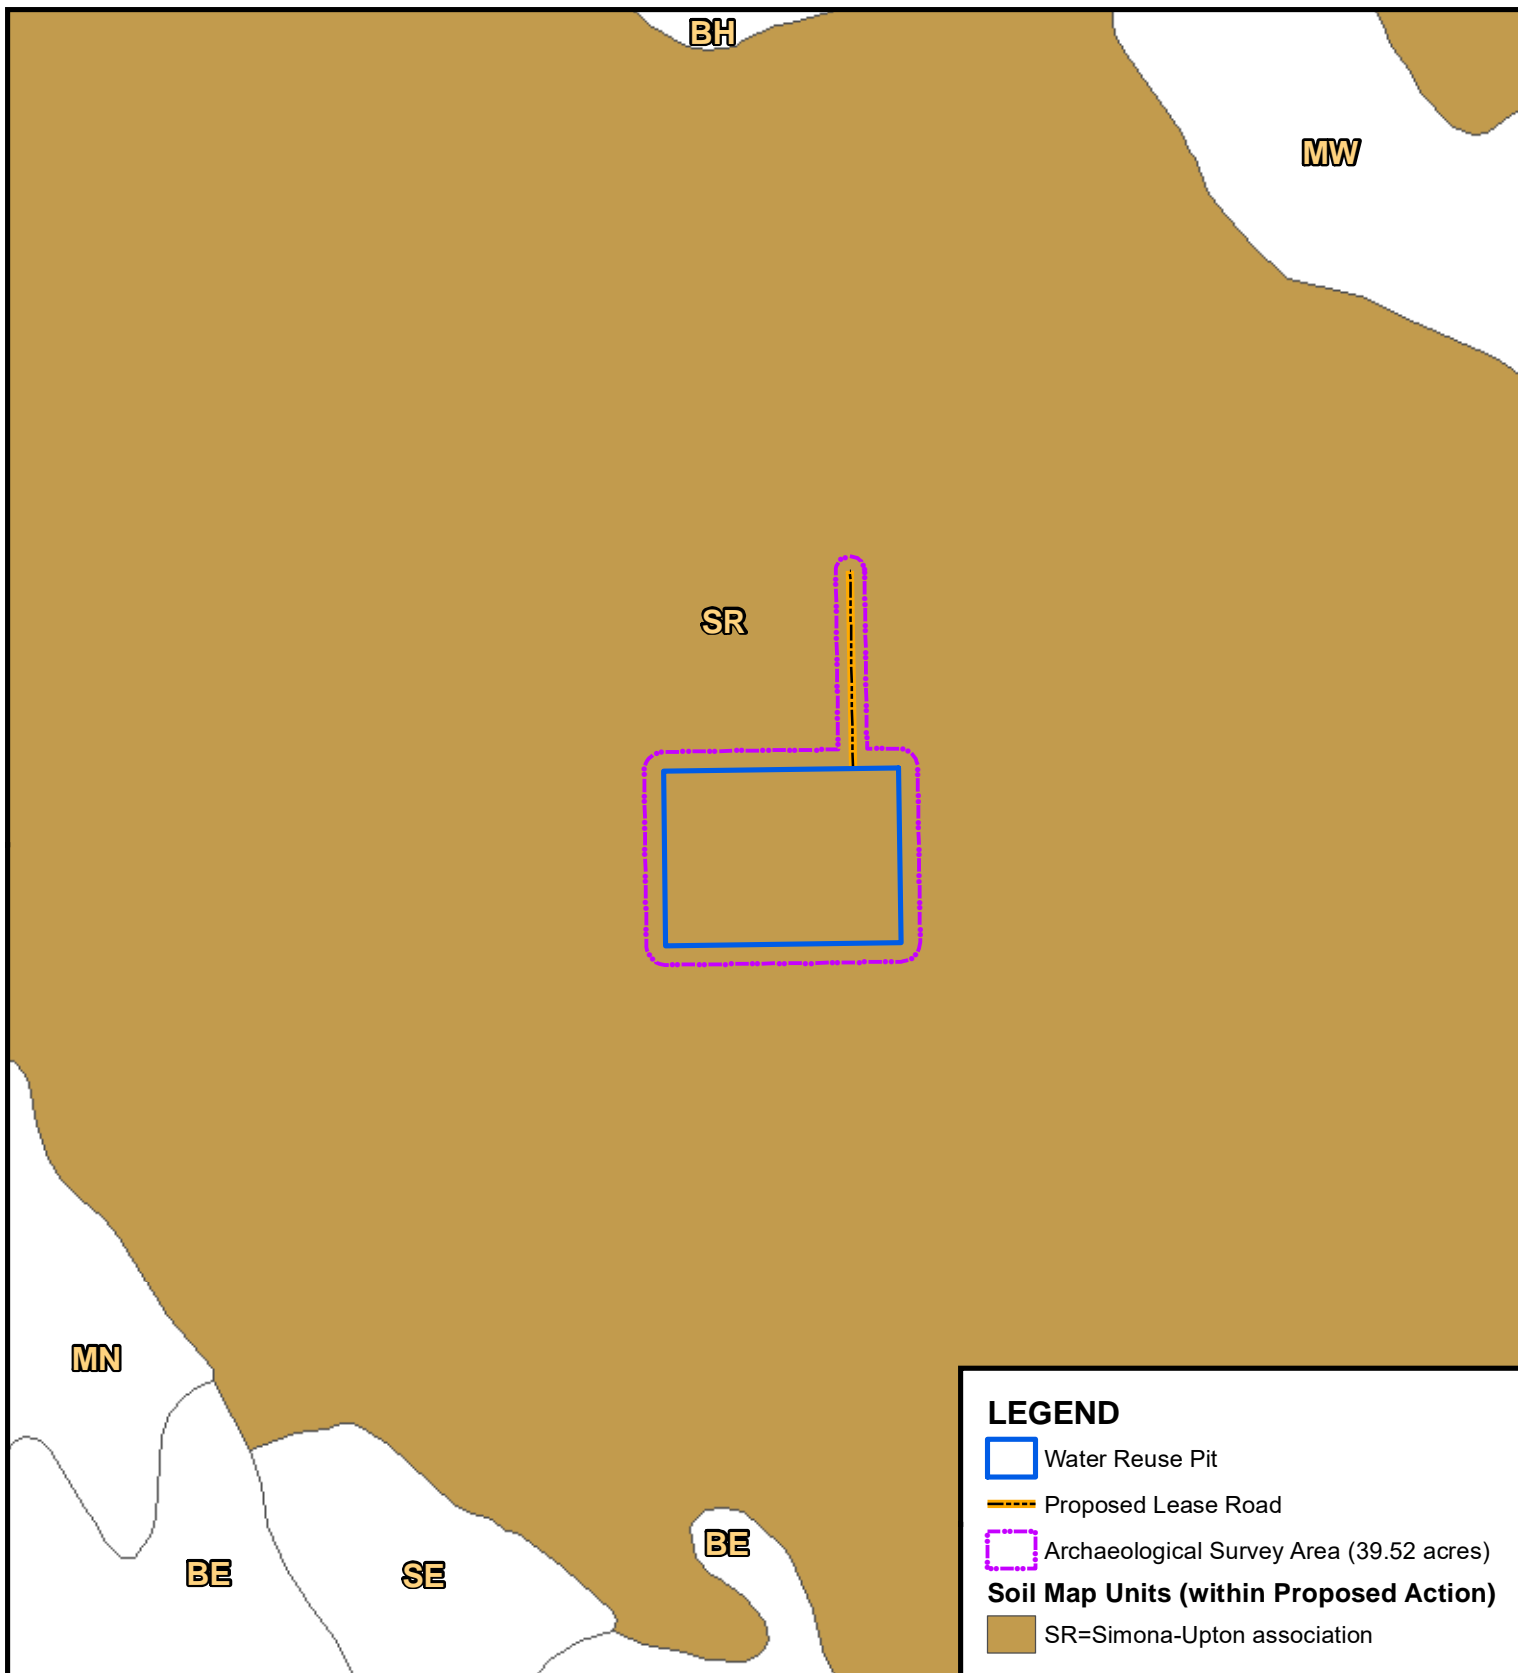 BH
MW
SR
MN
BE
SE
BE
LEGEND
Water Reuse Pit
Proposed Lease Road
Archaeological Survey Area (39.52 acres)
Soil Map Units (within Proposed Action)
SR=Simona-Upton association